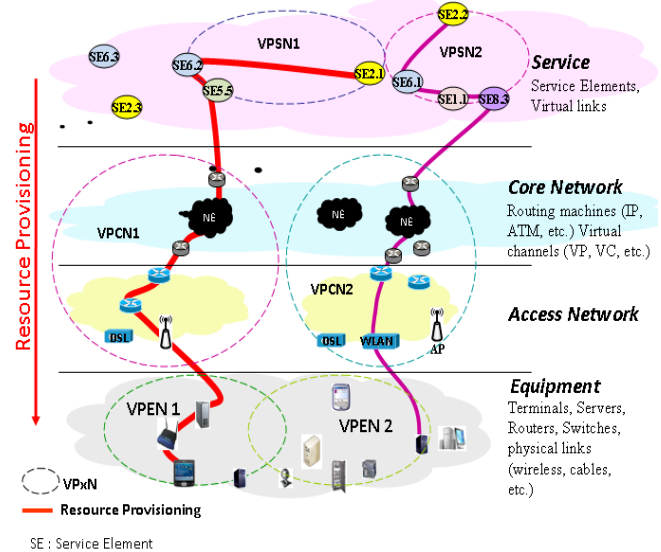 SE2.2
SE6.3
SE6.2
VPSN1
VPSN2
Service
SE2.1
SE6.1
Service Elements,
Virtual links
SE5.5
SE1.1
SE8.3
SE2.3
Resource Provisioning
Core Network
NE
NE
NE
Routing machines (IP,
ATM, etc.) Virtual
channels (VP, VC, etc.)
VPCN1
VPCN2
Access Network
DSL
DSL
WLAN
AP
Equipment
VPEN 1
VPEN 2
Terminals, Servers,
Routers, Switches,
physical links
(wireless, cables,
etc.)
VPxN
Resource Provisioning
SE : Service Element